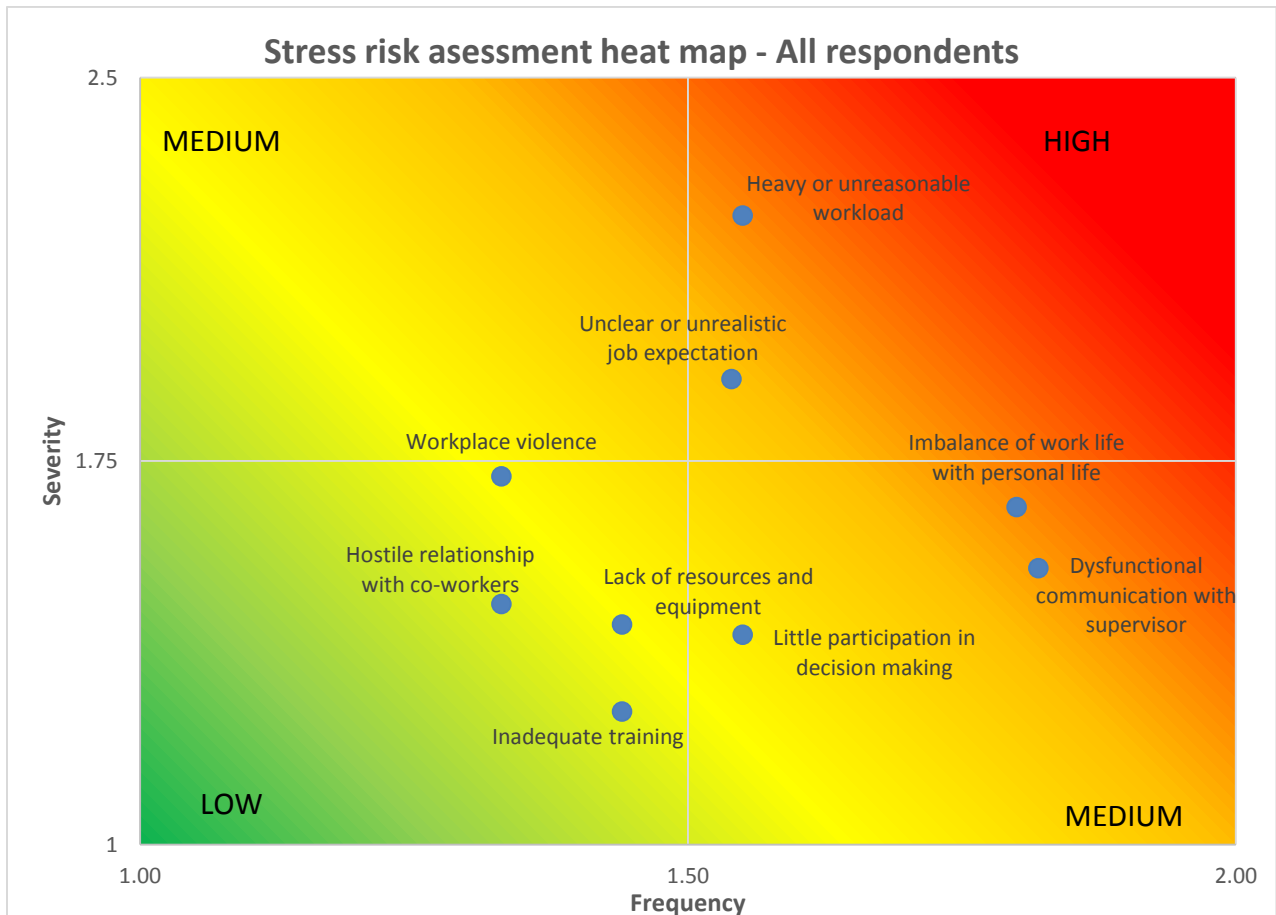 Stress risk asessment heat map - All respondents
2.5
MEDIUM
HIGH
Heavy or unreasonable
workload
Unclear or unrealistic
job expectation
Workplace violence
Imbalance of work life
with personal life
Severity
1.75
Hostile relationship
with co-workers
Lack of resources and
equipment
Dysfunctional
communication with
supervisor
Little participation in
decision making
Inadequate training
LOW
MEDIUM
1
1.00
1.50
2.00
Frequency